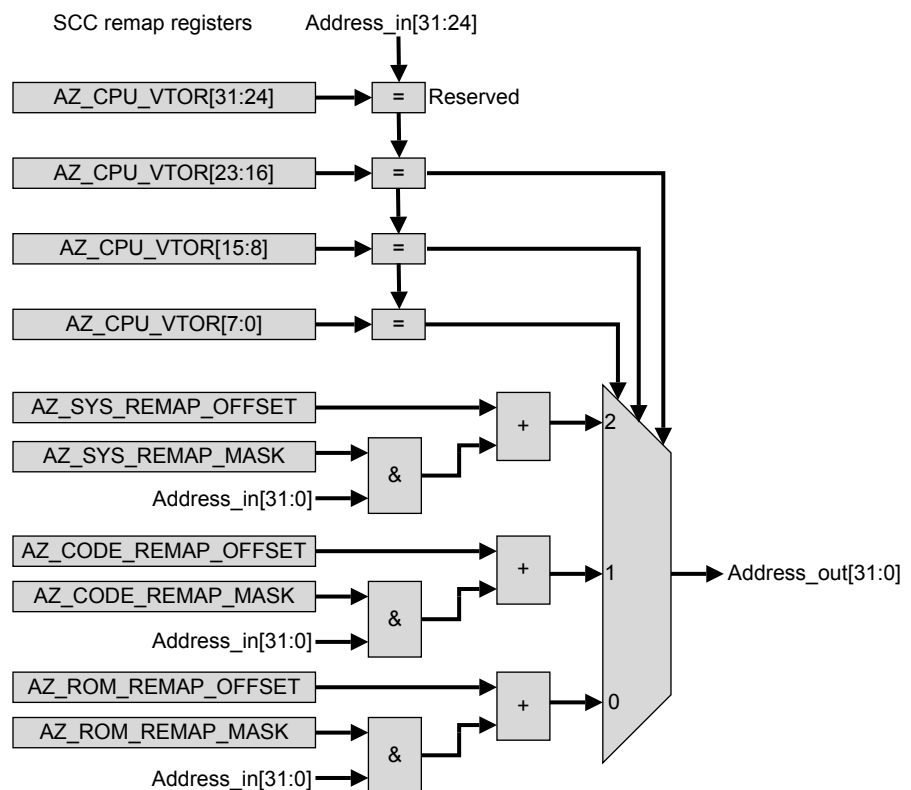 SCC remap registers Address_in[31:24]
AZ_CPU_VTOR[31:24] = Reserved
AZ_CPU_VTOR[23:16] =
AZ_CPU_VTOR[15:8] =
AZ_CPU_VTOR[7:0] =
AZ_SYS_REMAP_OFFSET + 2
AZ_SYS_REMAP_MASK &
Address_in[31:0]
AZ_CODE_REMAP_OFFSET + 1 Address_out[31:0]
AZ_CODE_REMAP_MASK &
Address_in[31:0]
AZ_ROM_REMAP_OFFSET + 0
AZ_ROM_REMAP_MASK &
Address_in[31:0]